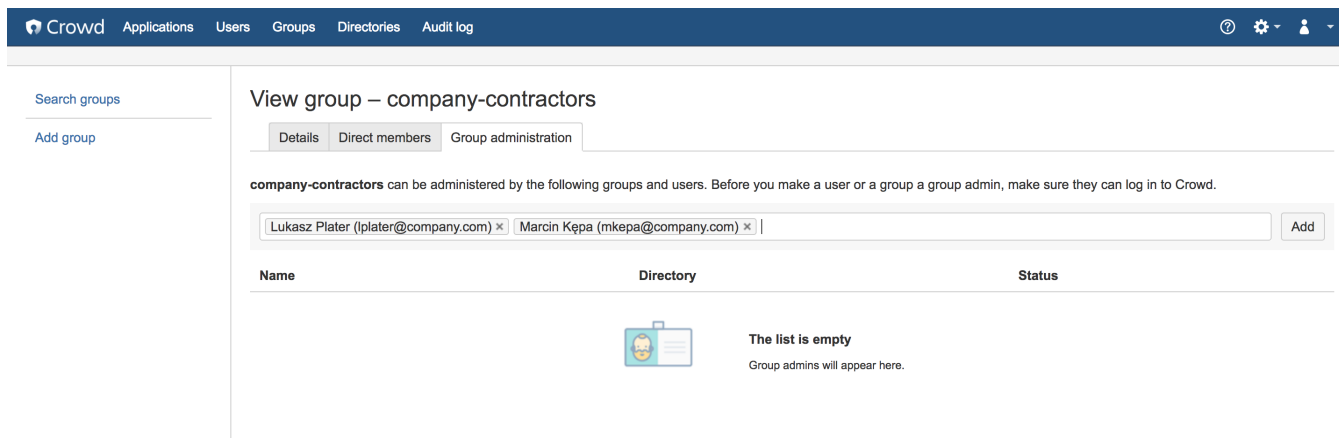 Crowd Applications Users Groups Directories Audit log
Search groups
Add group
View group – company-contractors
Details Direct members Group administration
company-contractors can be administered by the following groups and users. Before you make a user or a group a group admin, make sure they can log in to Crowd.
Lukasz Plater (lplater@company.com) × Marcin Kępa (mkepa@company.com) × Add
Name Directory Status
The list is empty
Group admins will appear here.